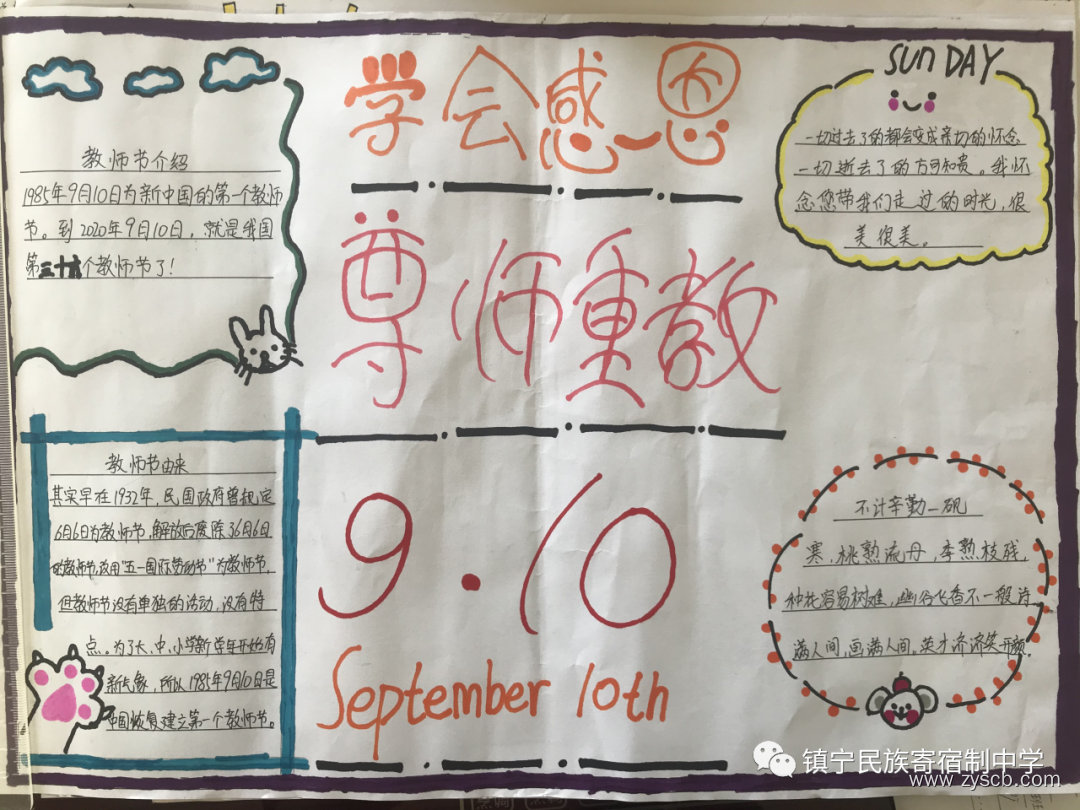 学会感恩
尊师重教
9.10
September 10th
教师节介绍
1985年9月10日为新中国的第一个教师
节。到2020年9月10日，就是我国
第三十六个教师节了！
教师节由来
其实早在1932年，民国政府曾规定
6月6日为教师节，解放后废除了6月6日
的教师节，改用"五一国际劳动节"为教师节，
但教师节没有单独的活动，没有特
点。为了大、中、小学新学年开始有
新气象，所以1985年9月10日是
中国恢复建立第一个教师节。
SUNDAY
一切过去了的都会变成亲切的怀念
一切逝去了的方可知贵。我怀
念您带我们走过的时光，很
美很美。
不计辛勤一砚
寒，桃熟流丹，李熟枝残，
种花容易树难，幽谷飞香不一般，诗
满人间，画满人间。英才济济笑开颜。
镇宁民族寄宿制中学
www.zyscb.com